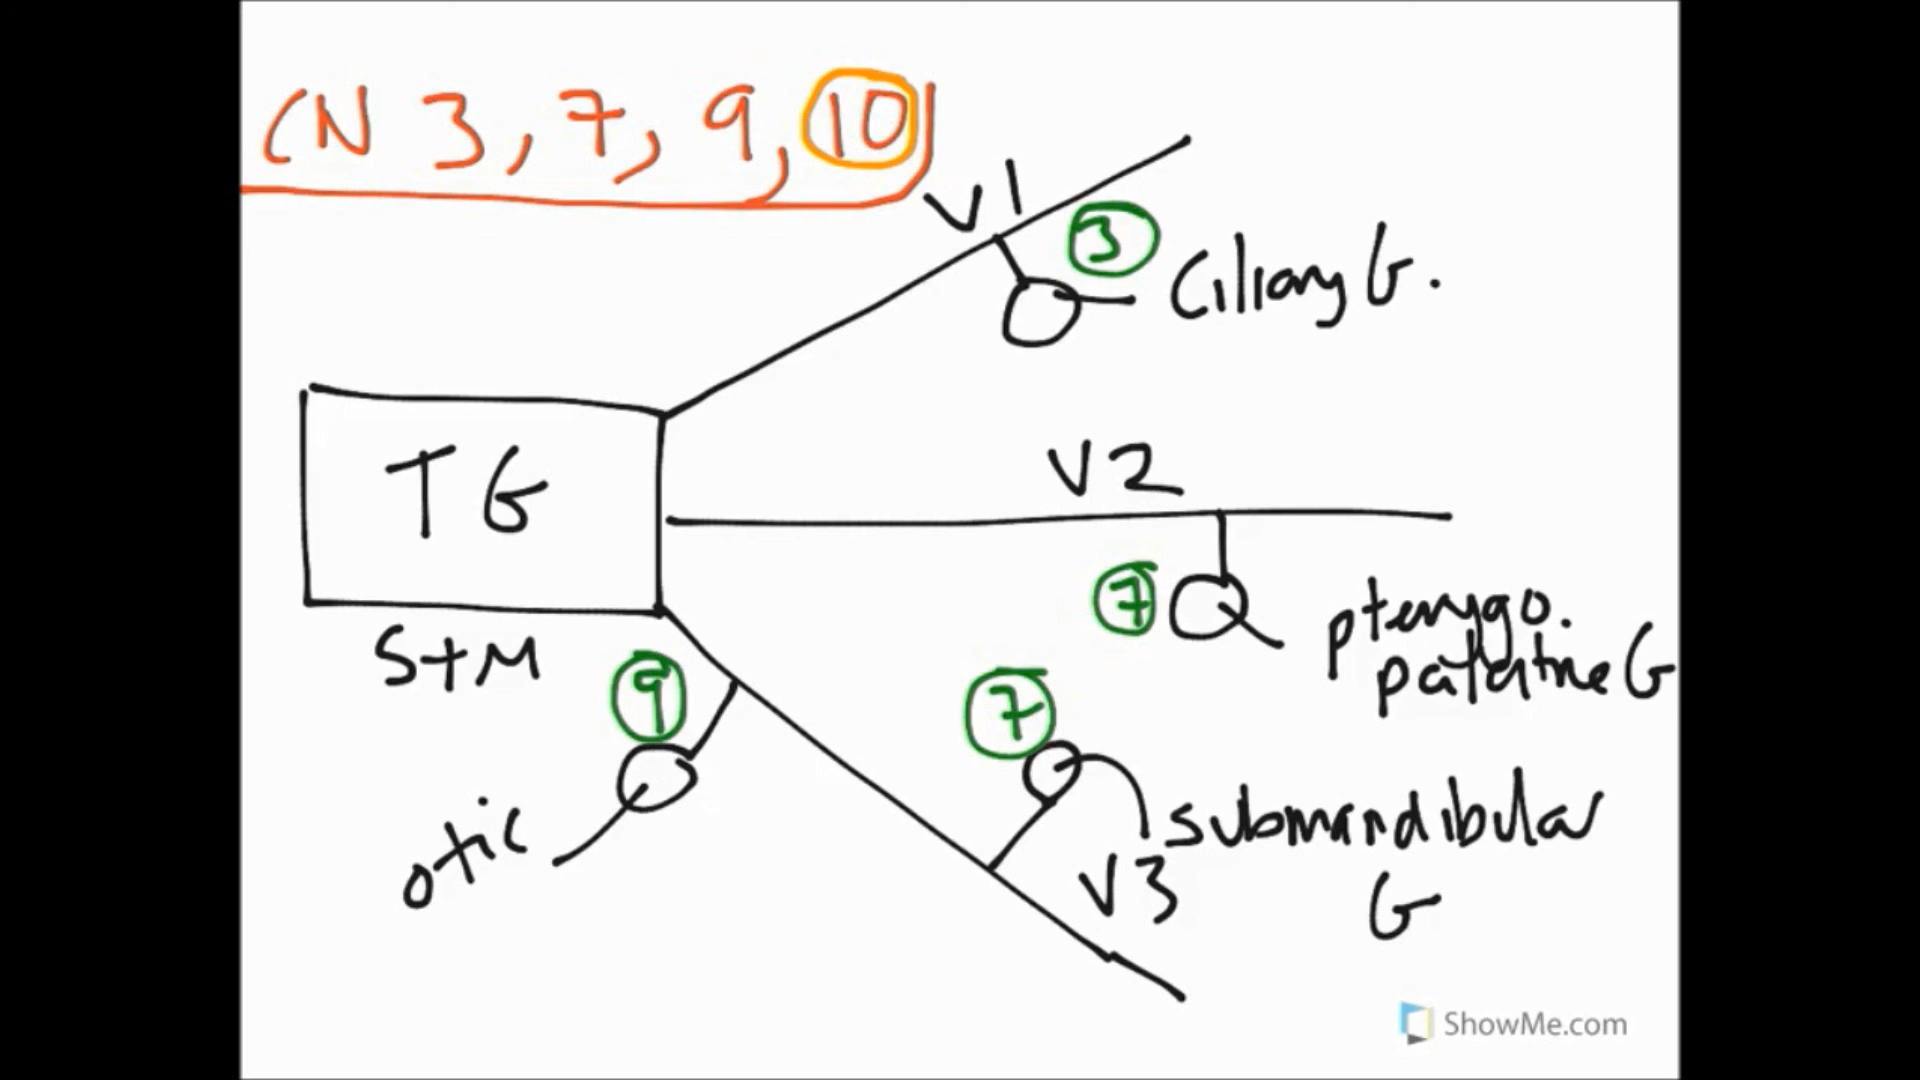 CN 3, 7, 9, 10
V1
3
Ciliary G.
TG
V2
S+M
7
pterygo.
palatine G
9
7
otic
submandibular
G
V3
ShowMe.com